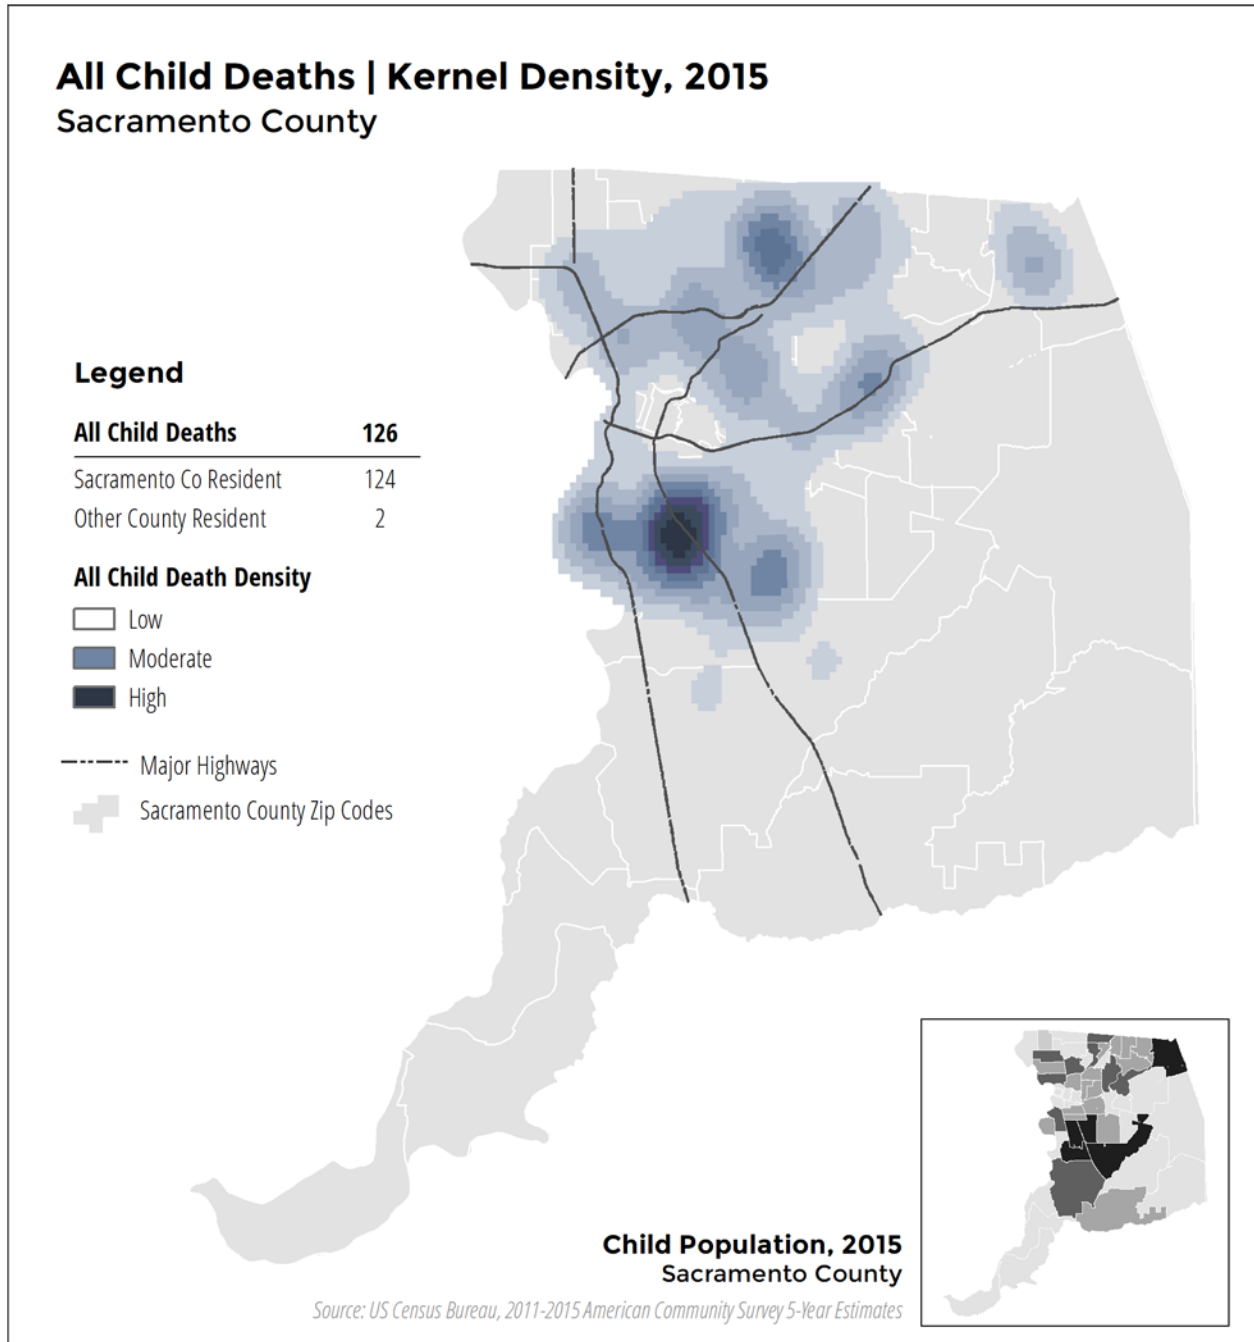 All Child Deaths | Kernel Density, 2015
Sacramento County
Legend
All Child Deaths 126
Sacramento Co Resident 124
Other County Resident 2
All Child Death Density
Low
Moderate
High
Major Highways
Sacramento County Zip Codes
Child Population, 2015
Sacramento County
Source: US Census Bureau, 2011-2015 American Community Survey 5-Year Estimates